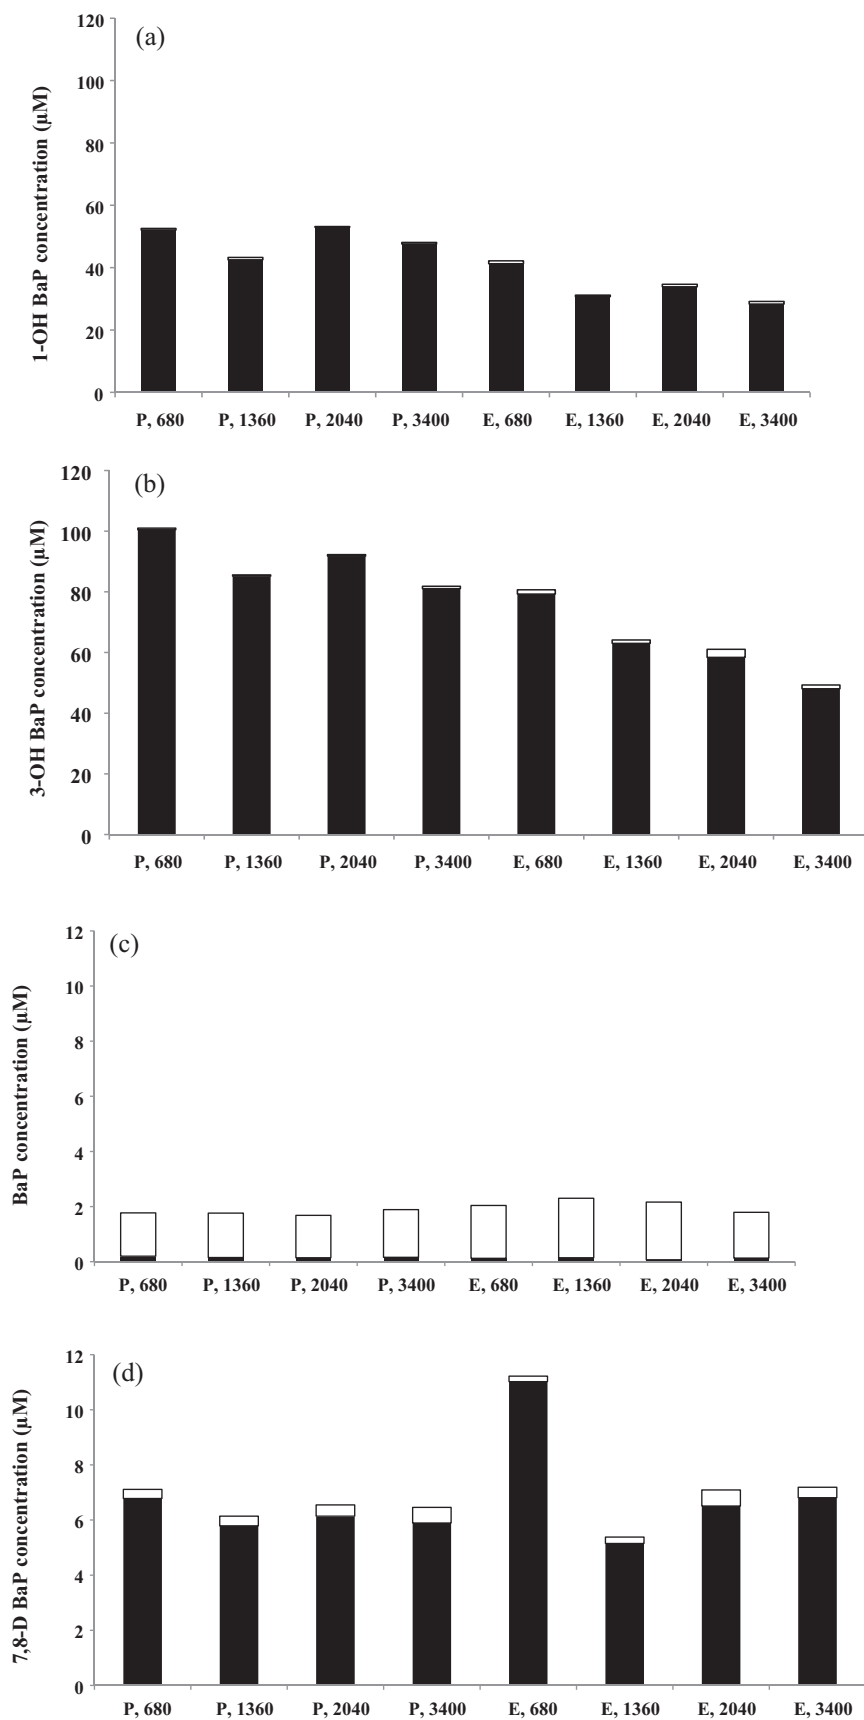 (a)
1-OH BaP concentration (µM)
120
100
80
60
40
20
0
P, 680 P, 1360 P, 2040 P, 3400 E, 680 E, 1360 E, 2040 E, 3400
(b)
3-OH BaP concentration (µM)
120
100
80
60
40
20
0
P, 680 P, 1360 P, 2040 P, 3400 E, 680 E, 1360 E, 2040 E, 3400
(c)
BaP concentration (µM)
12
10
8
6
4
2
0
P, 680 P, 1360 P, 2040 P, 3400 E, 680 E, 1360 E, 2040 E, 3400
(d)
7,8-D BaP concentration (µM)
12
10
8
6
4
2
0
P, 680 P, 1360 P, 2040 P, 3400 E, 680 E, 1360 E, 2040 E, 3400